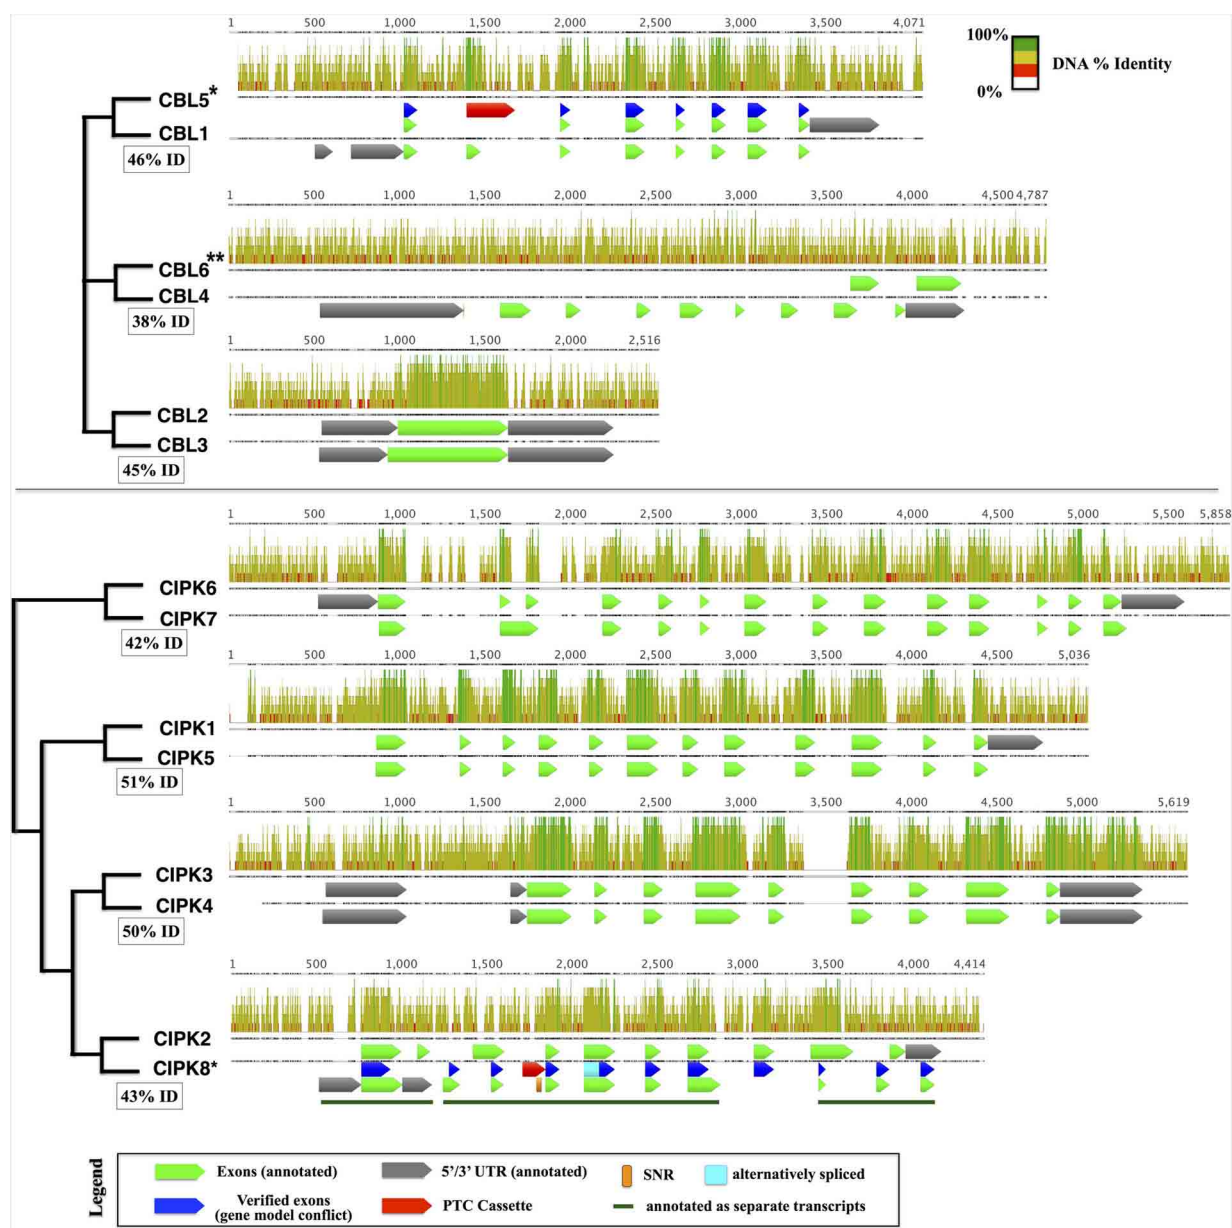 1 500 1,000 1,500 2,000 2,500 3,000 3,500 4,071
100%
DNA % Identity
0%
CBL5*
CBL1
46% ID
1 500 1,000 1,500 2,000 2,500 3,000 3,500 4,000 4,500 4,787
CBL6**
CBL4
38% ID
1 500 1,000 1,500 2,000 2,516
CBL2
CBL3
45% ID
1 500 1,000 1,500 2,000 2,500 3,000 3,500 4,000 4,500 5,000 5,500 5,858
CIPK6
CIPK7
42% ID
1 500 1,000 1,500 2,000 2,500 3,000 3,500 4,000 4,500 5,036
CIPK1
CIPK5
51% ID
1 500 1,000 1,500 2,000 2,500 3,000 3,500 4,000 4,500 5,000 5,619
CIPK3
CIPK4
50% ID
1 500 1,000 1,500 2,000 2,500 3,000 3,500 4,000 4,414
CIPK2
CIPK8*
43% ID
Legend
Exons (annotated)
5'/3' UTR (annotated)
SNR
alternatively spliced
Verified exons
(gene model conflict)
PTC Cassette
annotated as separate transcripts